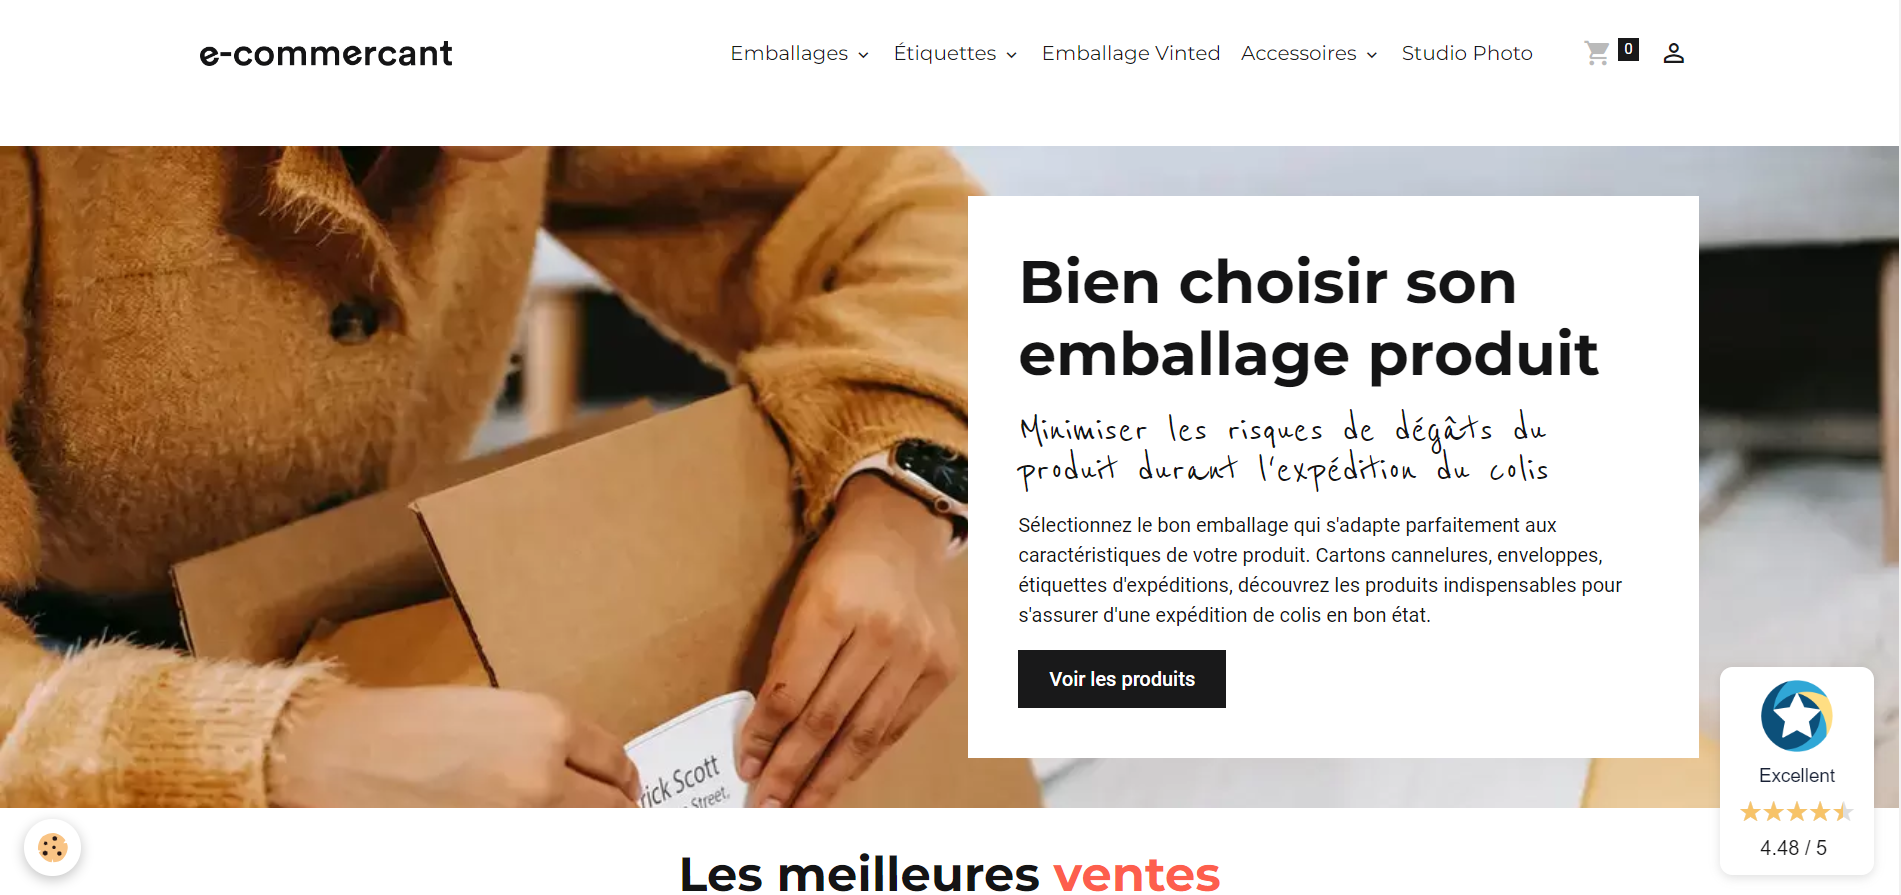 e-commercant
Emballages Étiquettes Emballage Vinted Accessoires Studio Photo 0
Bien choisir son
emballage produit
Minimiser les risques de dégâts du
produit durant l'expédition du colis
Sélectionnez le bon emballage qui s'adapte parfaitement aux
caractéristiques de votre produit. Cartons cannelures, enveloppes,
étiquettes d'expéditions, découvrez les produits indispensables pour
s'assurer d'une expédition de colis en bon état.
Voir les produits
rick Scott
Street,
Excellent
4.48 / 5
Les meilleures ventes